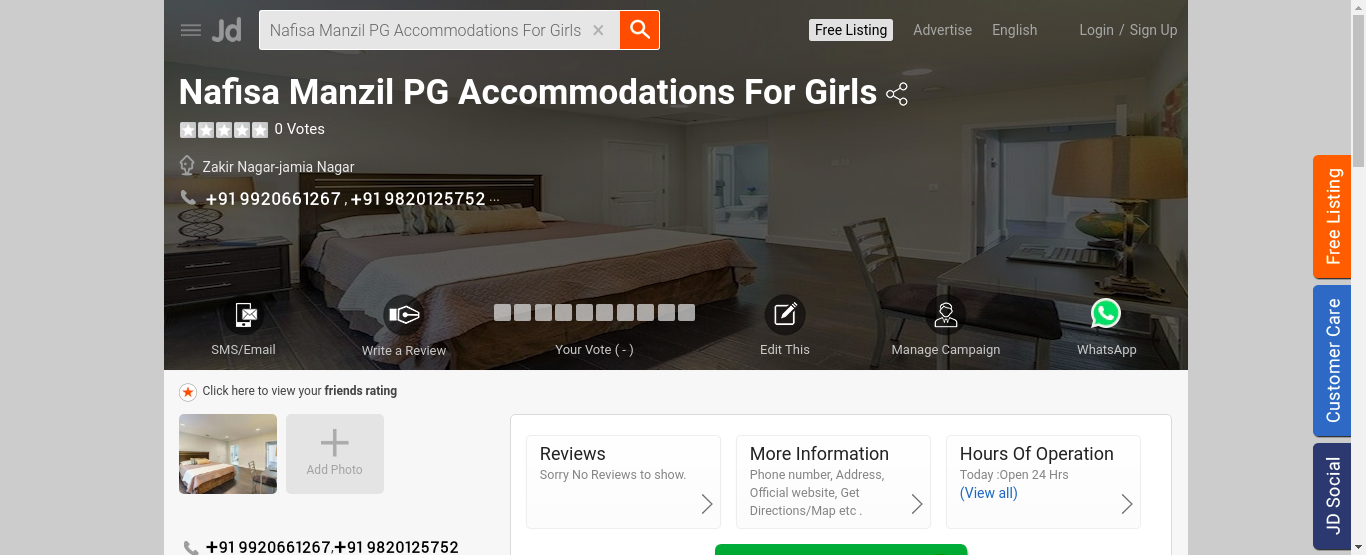 Jd
Nafisa Manzil PG Accommodations For Girls ×
Free Listing
Advertise
English
Login / Sign Up
Nafisa Manzil PG Accommodations For Girls
0 Votes
Zakir Nagar-jamia Nagar
+91 9920661267 , +91 9820125752 ...
SMS/Email
Write a Review
Your Vote ( - )
Edit This
Manage Campaign
WhatsApp
Free Listing
Customer Care
JD Social
Click here to view your friends rating
Add Photo
Reviews
Sorry No Reviews to show.
More Information
Phone number, Address,
Official website, Get
Directions/Map etc .
Hours Of Operation
Today :Open 24 Hrs
(View all)
+91 9920661267,+91 9820125752